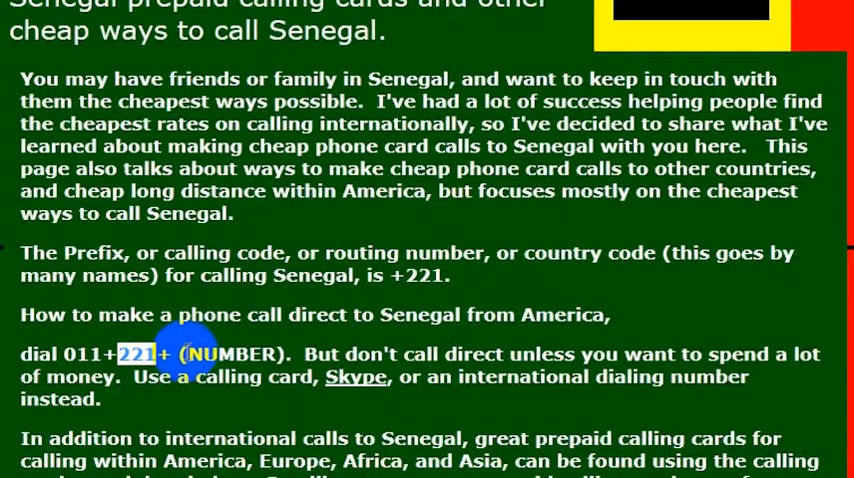 Senegal prepaid calling cards and other
cheap ways to call Senegal.
You may have friends or family in Senegal, and want to keep in touch with
them the cheapest ways possible.  I've had a lot of success helping people find
the cheapest rates on calling internationally, so I've decided to share what I've
learned about making cheap phone card calls to Senegal with you here.   This
page also talks about ways to make cheap phone card calls to other countries,
and cheap long distance within America, but focuses mostly on the cheapest
ways to call Senegal.
The Prefix, or calling code, or routing number, or country code (this goes by
many names) for calling Senegal, is +221.
How to make a phone call direct to Senegal from America,
dial 011+221+ (NUMBER).  But don't call direct unless you want to spend a lot
of money.  Use a calling card, Skype, or an international dialing number
instead.
In addition to international calls to Senegal, great prepaid calling cards for
calling within America, Europe, Africa, and Asia, can be found using the calling